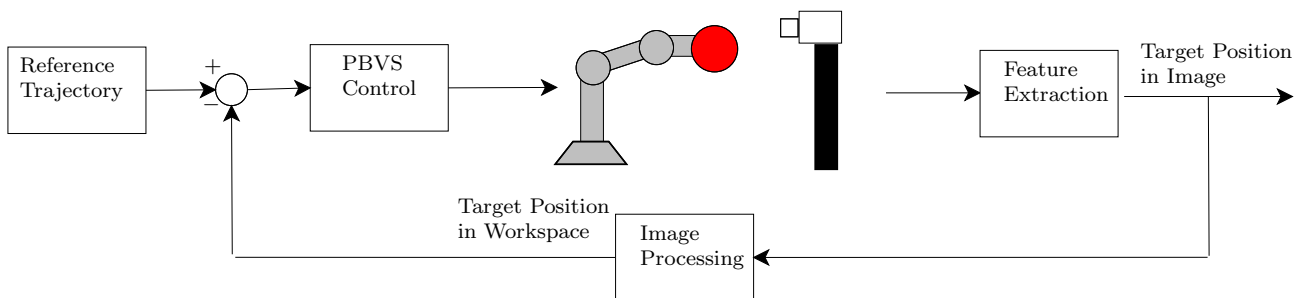 Reference
Trajectory
+
−
PBVS
Control
Feature
Extraction
Target Position
in Image
Target Position
in Workspace
Image
Processing